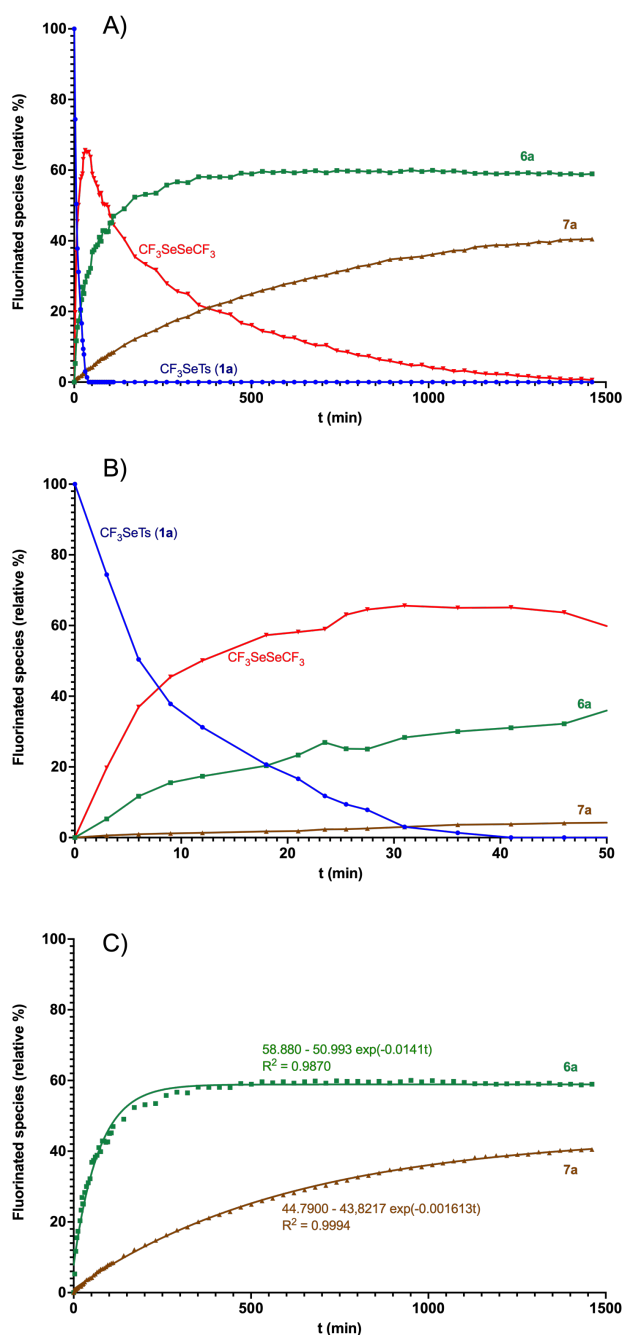 A)
100
80
60
40
20
0
Fluorinated species (relative %)
6a
7a
CF₃SeSeCF₃
CF₃SeTs (1a)
0
500
1000
1500
t (min)
B)
100
80
60
40
20
0
Fluorinated species (relative %)
CF₃SeTs (1a)
CF₃SeSeCF₃
6a
7a
0
10
20
30
40
50
t (min)
C)
100
80
60
40
20
0
Fluorinated species (relative %)
58.880 - 50.993 exp(-0.0141t)
R² = 0.9870
6a
7a
44.7900 - 43,8217 exp(-0.001613t)
R² = 0.9994
0
500
1000
1500
t (min)